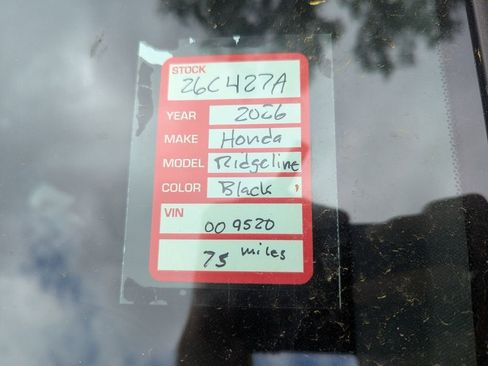 STOCK
26C427A
YEAR 2026
MAKE Honda
MODEL Ridgeline
COLOR Black
VIN
009520
75 miles